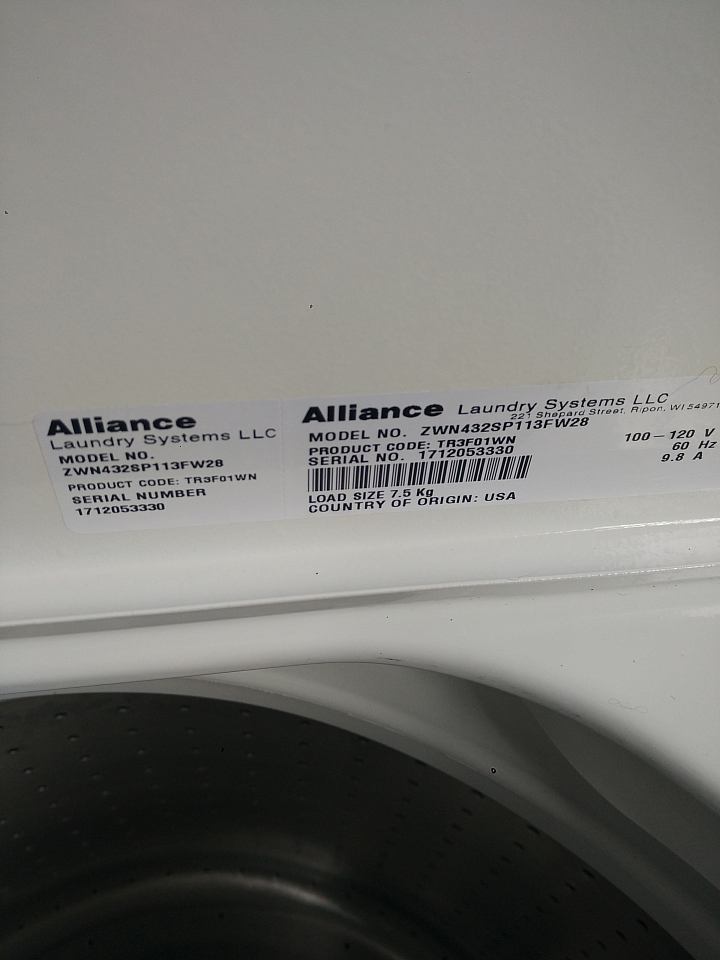 Alliance
Laundry Systems LLC
MODEL NO.
ZWN432SP113FW28
PRODUCT CODE: TR3F01WN
SERIAL NUMBER
1712053330
Alliance Laundry Systems LLC
221 Shepard Street, Ripon, WI 54971
MODEL NO. ZWN432SP113FW28
PRODUCT CODE: TR3F01WN
SERIAL NO. 1712053330
100-120 V
60 Hz
9.8 A
LOAD SIZE 7.5 Kg
COUNTRY OF ORIGIN: USA